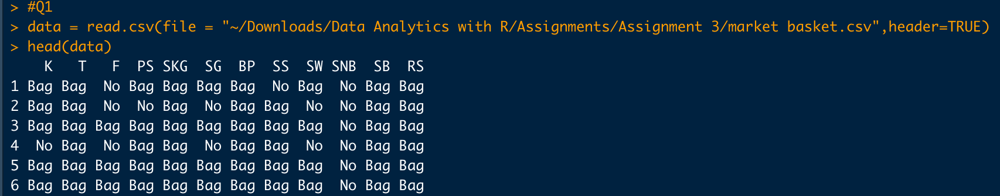 > #Q1
> data = read.csv(file = "~/Downloads/Data Analytics with R/Assignments/Assignment 3/market basket.csv",header=TRUE)
> head(data)
    K   T   F  PS SKG  SG  BP  SS  SW SNB  SB  RS
1 Bag Bag  No Bag Bag Bag Bag  No Bag  No Bag Bag
2 Bag Bag  No  No Bag  No Bag Bag  No  No Bag Bag
3 Bag Bag Bag Bag Bag Bag Bag Bag Bag  No Bag Bag
4  No Bag  No Bag Bag  No Bag Bag  No  No Bag Bag
5 Bag Bag Bag Bag Bag Bag Bag Bag Bag  No Bag Bag
6 Bag Bag Bag Bag Bag Bag Bag Bag Bag  No Bag Bag